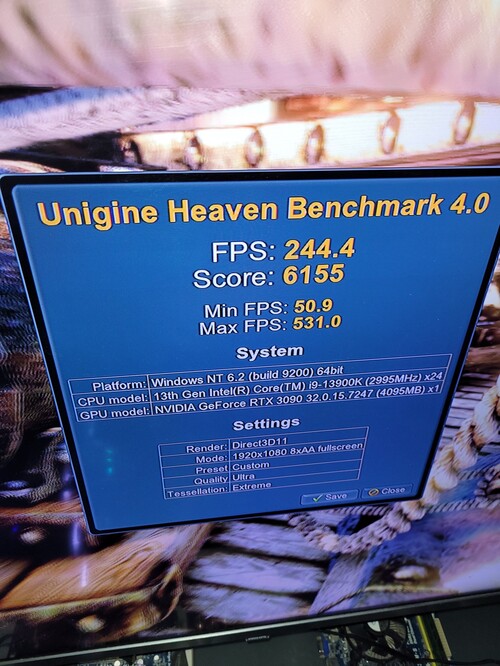 Unigine Heaven Benchmark 4.0
FPS: 244.4
Score: 6155
Min FPS: 50.9
Max FPS: 531.0
System
Platform: Windows NT 6.2 (build 9200) 64bit
CPU model: 13th Gen Intel(R) Core(TM) i9-13900K (2995MHz) x24
GPU model: NVIDIA GeForce RTX 3090 32.0.15.7247 (4095MB) x1
Settings
Render: Direct3D11
Mode: 1920x1080 8xAA fullscreen
Preset Custom
Quality Ultra
Tessellation: Extreme
Save Close